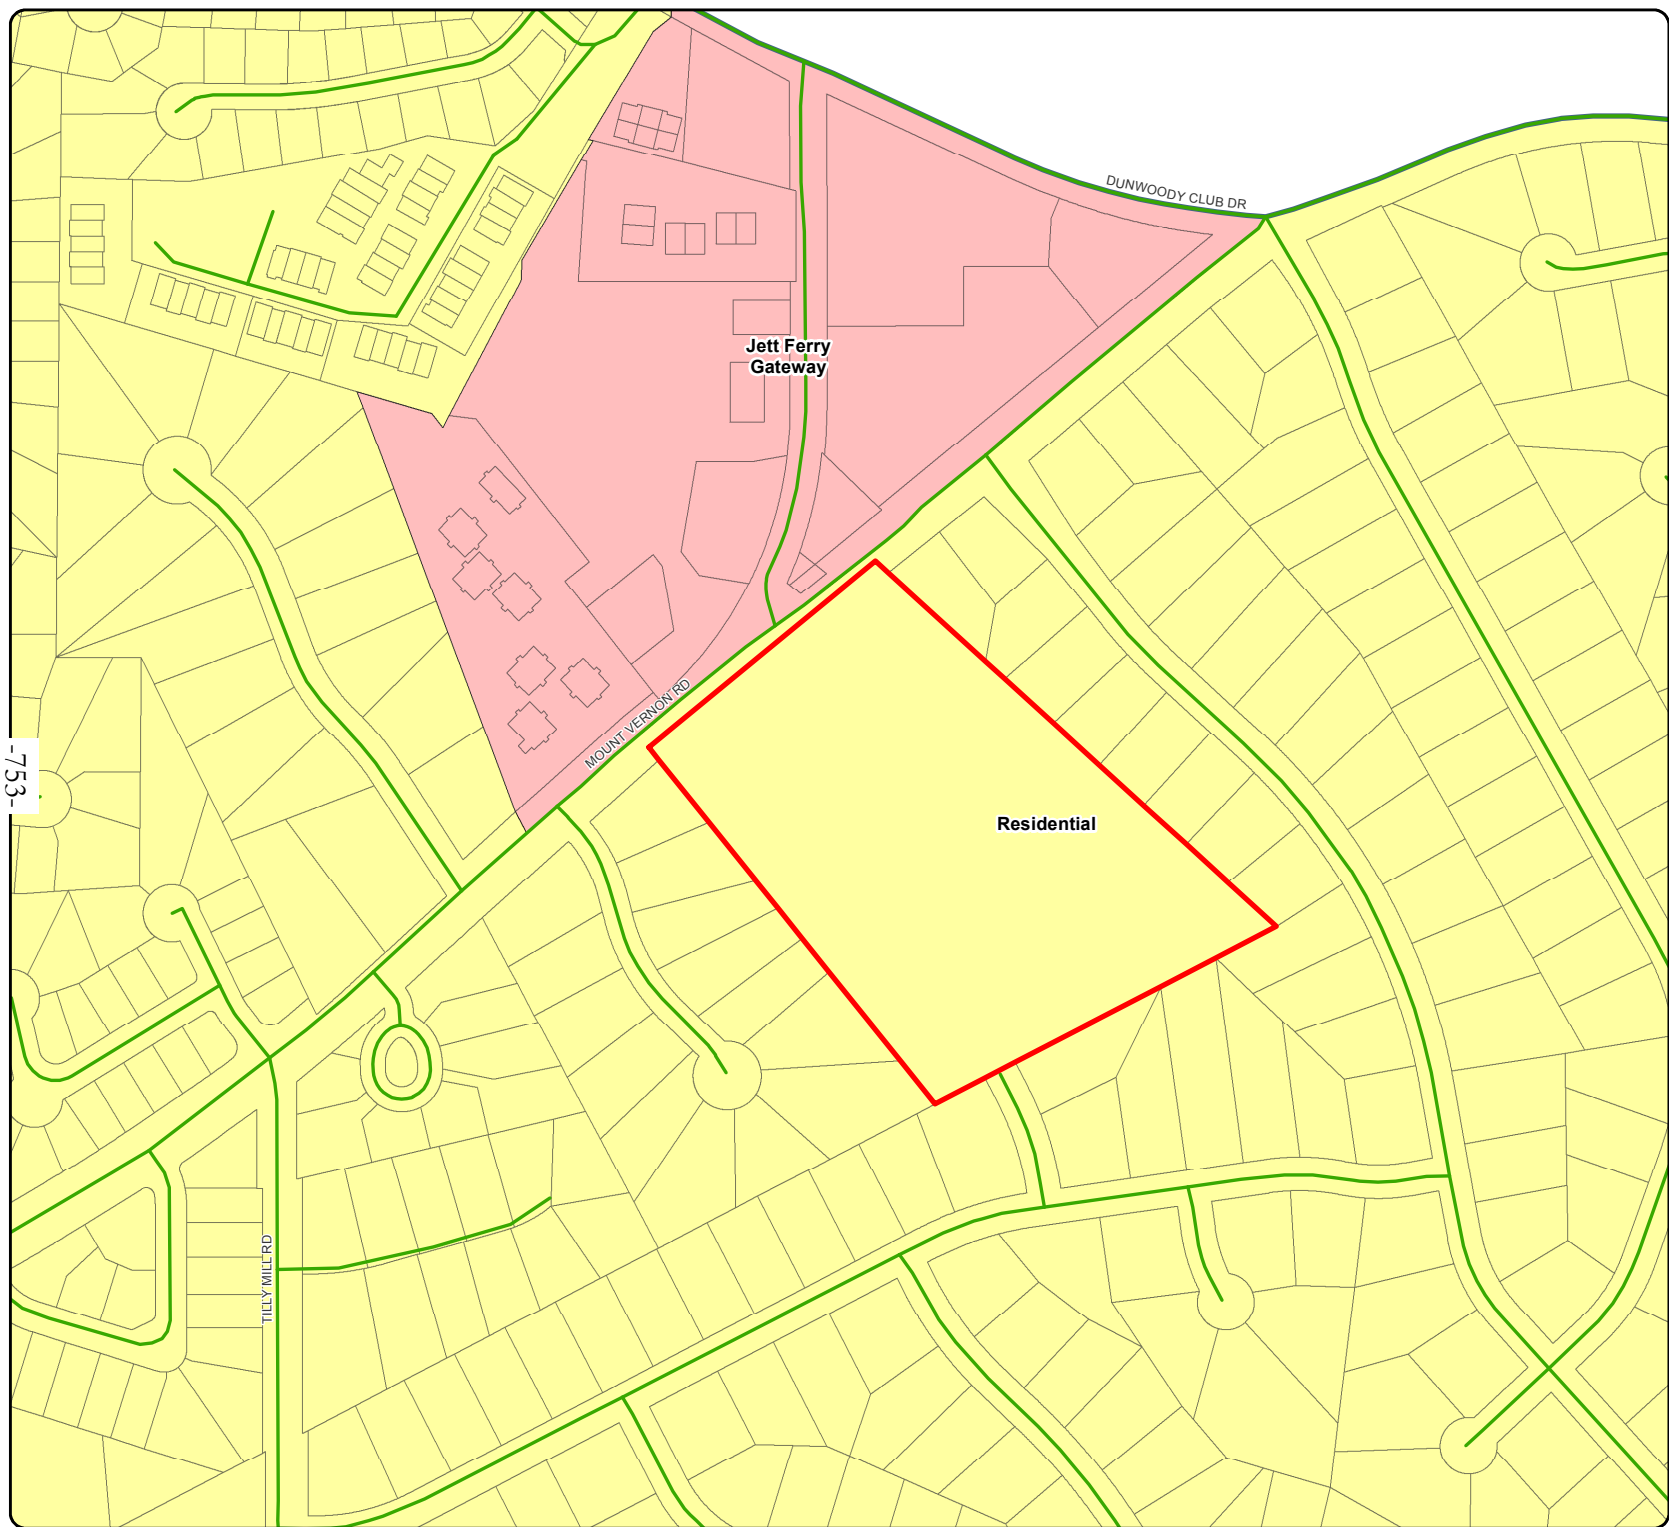 DUNWOODY CLUB DR
Jett Ferry
Gateway
MOUNT VERNON RD
-753-
Residential
TILLY MILL RD